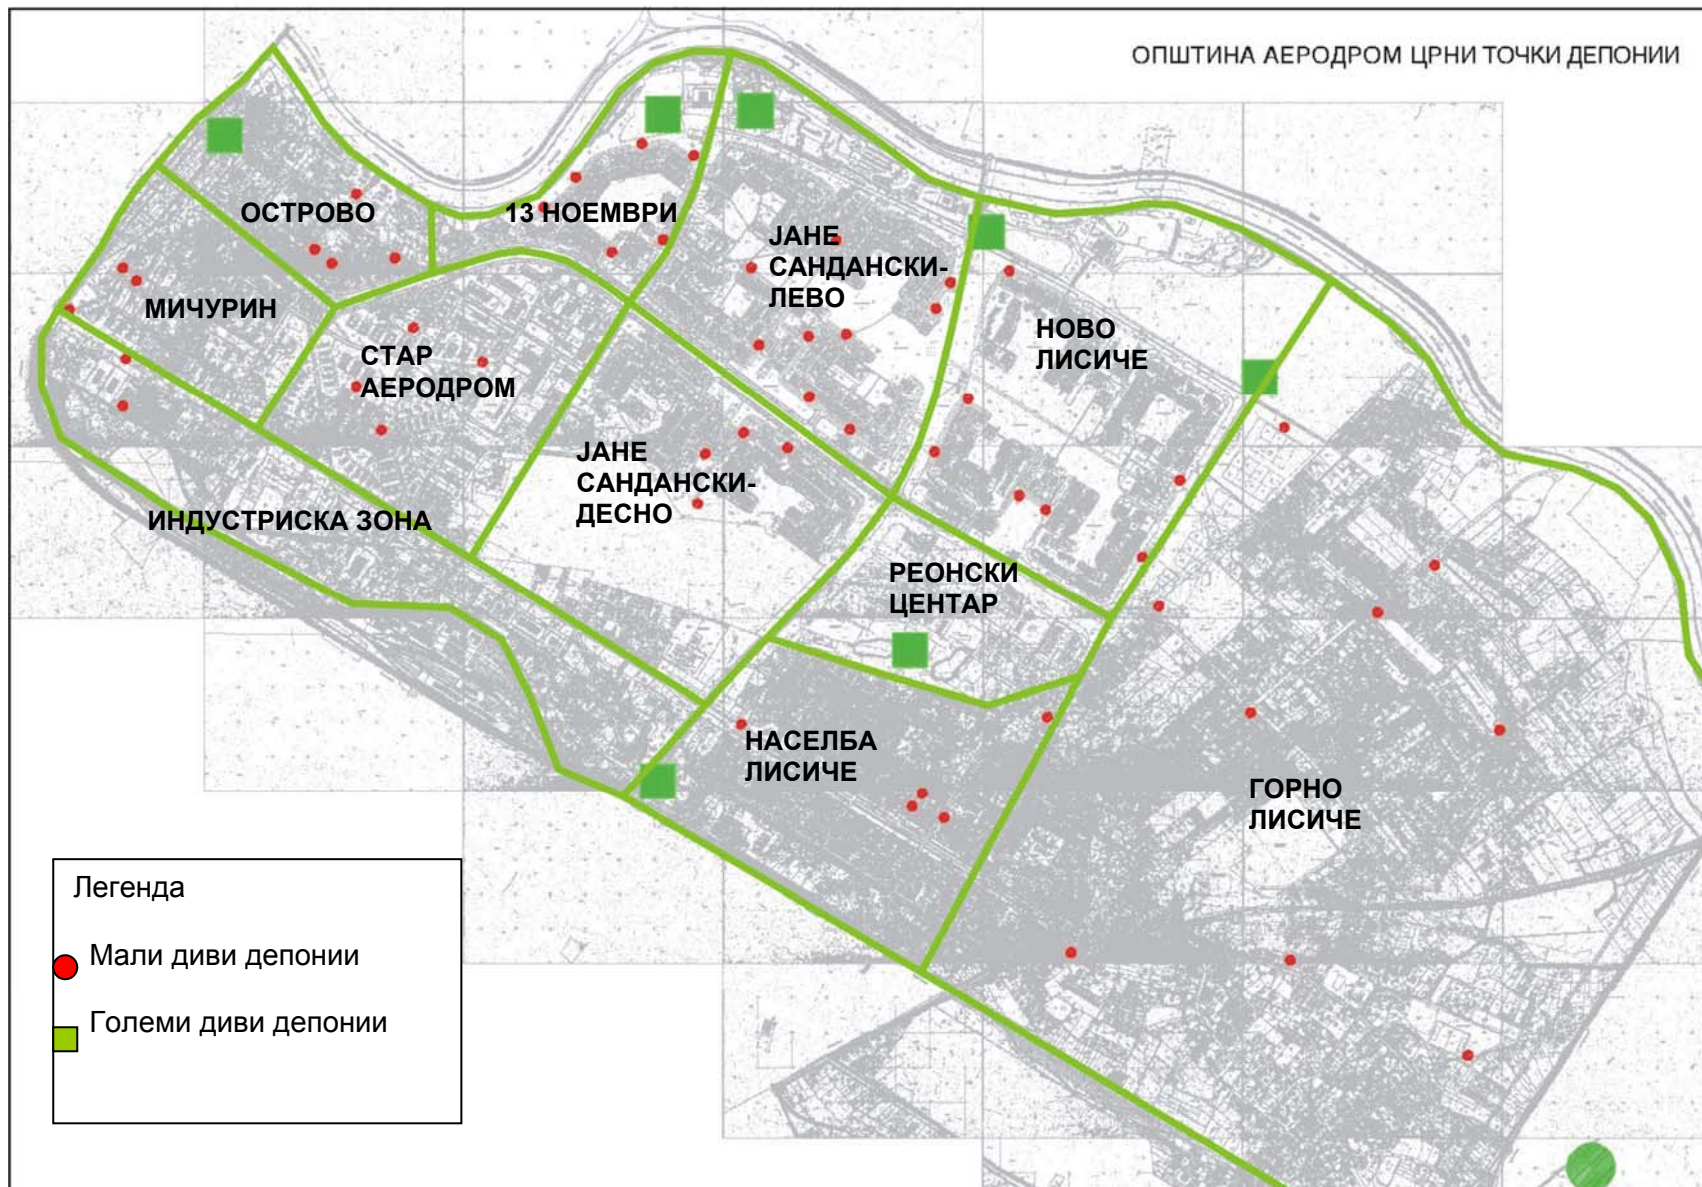 ОПШТИНА АЕРОДРОМ ЦРНИ ТОЧКИ ДЕПОНИИ
ОСТРОВО
13 НОЕМВРИ
ЈАНЕ
САНДАНСКИ-
ЛЕВО
МИЧУРИН
СТАР
АЕРОДРОМ
НОВО
ЛИСИЧЕ
ЈАНЕ
САНДАНСКИ-
ДЕСНО
ИНДУСТРИСКА ЗОНА
РЕОНСКИ
ЦЕНТАР
НАСЕЛБА
ЛИСИЧЕ
ГОРНО
ЛИСИЧЕ
Легенда
Мали диви депонии
Големи диви депонии